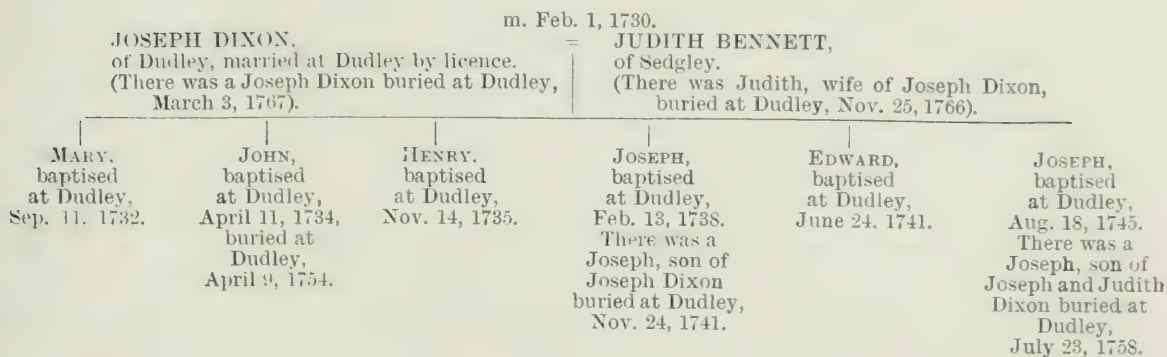 m. Feb. 1, 1730.
JOSEPH DIXON,
of Dudley, married at Dudley by licence.
(There was a Joseph Dixon buried at Dudley,
March 3, 1767).
=
JUDITH BENNETT,
of Sedgley.
(There was Judith, wife of Joseph Dixon,
buried at Dudley, Nov. 25, 1766).
MARY,
baptised
at Dudley,
Sep. 11, 1732.
JOHN,
baptised
at Dudley,
April 11, 1734,
buried at
Dudley,
April 9, 1754.
HENRY,
baptised
at Dudley,
Nov. 14, 1735.
JOSEPH,
baptised
at Dudley,
Feb. 13, 1738.
There was a
Joseph, son of
Joseph Dixon
buried at Dudley,
Nov. 24, 1741.
EDWARD,
baptised
at Dudley,
June 24, 1741.
JOSEPH,
baptised
at Dudley,
Aug. 18, 1745.
There was a
Joseph, son of
Joseph and Judith
Dixon buried at
Dudley,
July 23, 1758.